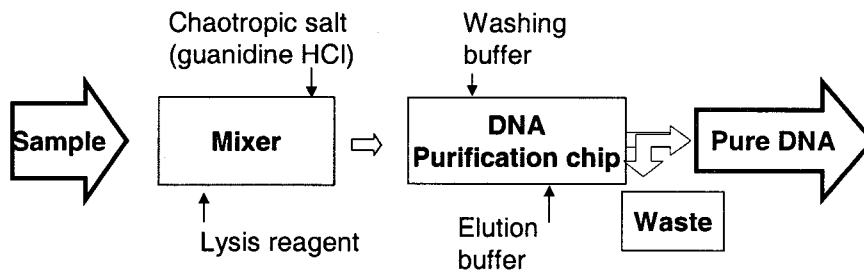 Chaotropic salt
(guanidine HCl)
Washing
buffer
Sample
Mixer
DNA
Purification chip
Pure DNA
Lysis reagent
Elution
buffer
Waste